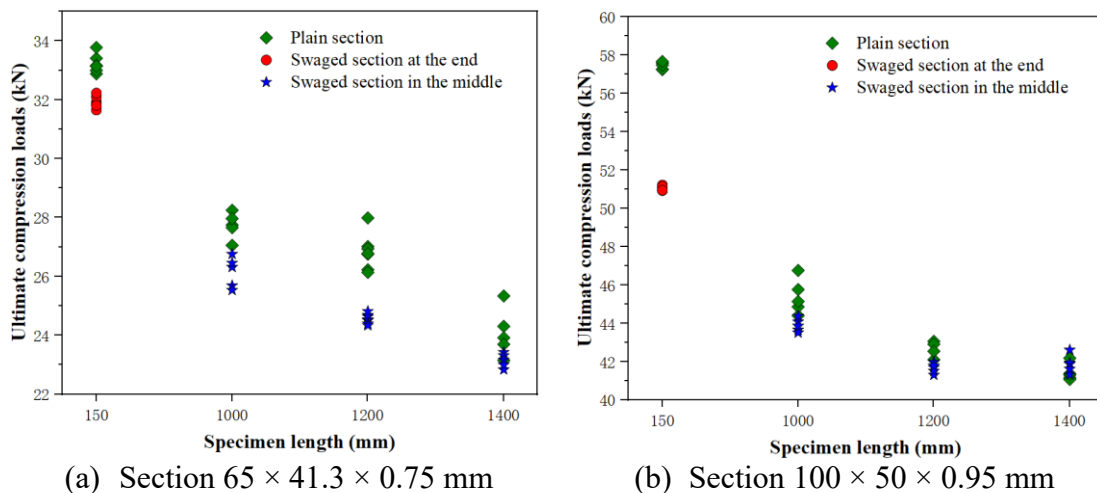 Ultimate compression loads (kN)
34
32
30
28
26
24
22
Plain section
Swaged section at the end
Swaged section in the middle
150
1000
1200
1400
Specimen length (mm)
(a) Section 65 × 41.3 × 0.75 mm
Ultimate compression loads (kN)
60
58
56
54
52
50
48
46
44
42
40
Plain section
Swaged section at the end
Swaged section in the middle
150
1000
1200
1400
Specimen length (mm)
(b) Section 100 × 50 × 0.95 mm